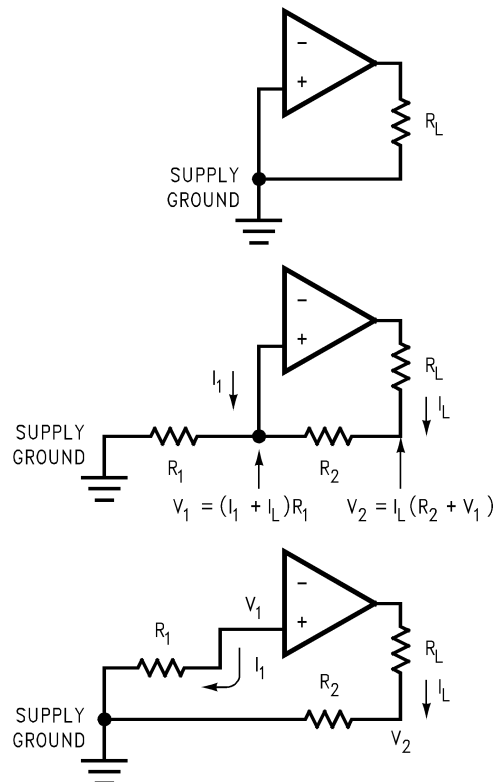 −
+
R_L
SUPPLY
GROUND
−
+
R_L
I_1
I_L
SUPPLY
GROUND
R_1
R_2
V_1 = (I_1 + I_L)R_1
V_2 = I_L(R_2 + V_1)
−
+
V_1
R_1
I_1
R_L
R_2
I_L
SUPPLY
GROUND
V_2